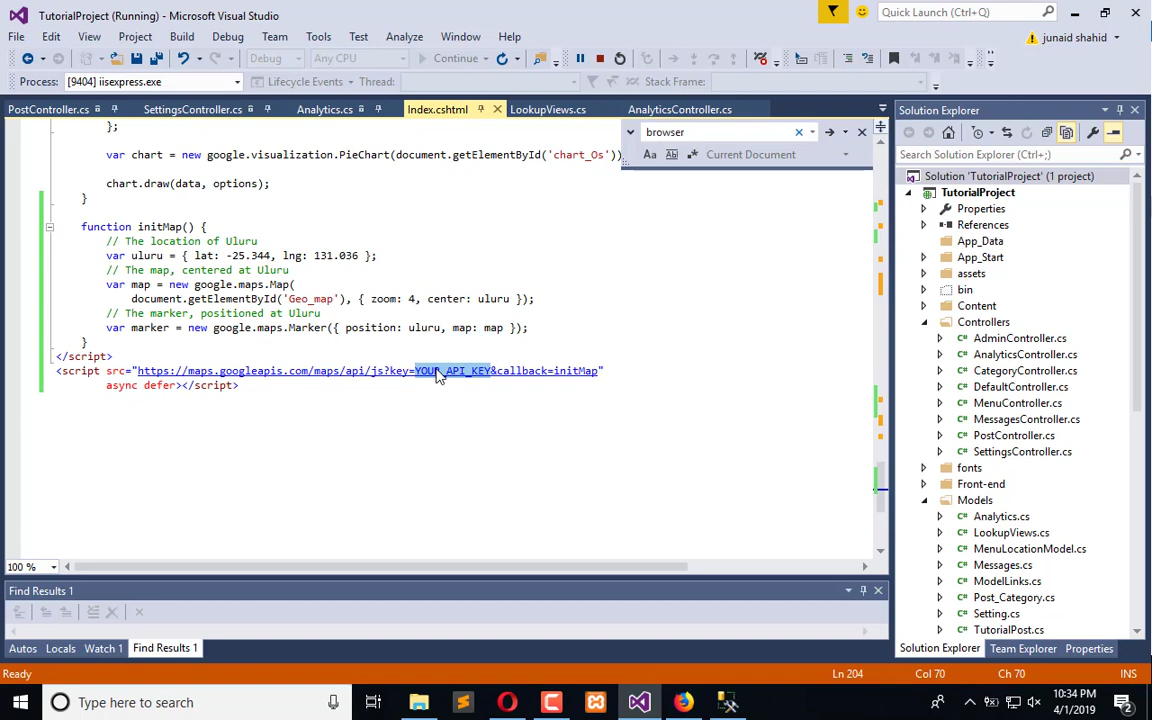 TutorialProject (Running) - Microsoft Visual Studio
Quick Launch (Ctrl+Q)
File Edit View Project Build Debug Team Tools Test Analyze Window Help
junaid shahid
Debug Any CPU Continue
Process: [9404] iisexpress.exe Lifecycle Events Thread: Stack Frame:
PostController.cs SettingsController.cs Analytics.cs Index.cshtml LookupViews.cs AnalyticsController.cs
browser
Aa Current Document
};
var chart = new google.visualization.PieChart(document.getElementById('chart_Os'))
chart.draw(data, options);
}
function initMap() {
// The location of Uluru
var uluru = { lat: -25.344, lng: 131.036 };
// The map, centered at Uluru
var map = new google.maps.Map(
document.getElementById('Geo_map'), { zoom: 4, center: uluru });
// The marker, positioned at Uluru
var marker = new google.maps.Marker({ position: uluru, map: map });
}
</script>
<script src="https://maps.googleapis.com/maps/api/js?key=YOUR_API_KEY&callback=initMap"
async defer></script>
100 %
Solution Explorer
Search Solution Explorer (Ctrl+;)
Solution 'TutorialProject' (1 project)
TutorialProject
Properties
References
App_Data
App_Start
assets
bin
Content
Controllers
AdminController.cs
AnalyticsController.cs
CategoryController.cs
DefaultController.cs
MenuController.cs
MessagesController.cs
PostController.cs
SettingsController.cs
fonts
Front-end
Models
Analytics.cs
LookupViews.cs
MenuLocationModel.cs
Messages.cs
ModelLinks.cs
Post_Category.cs
Setting.cs
TutorialPost.cs
Solution Explorer Team Explorer Properties
Find Results 1
Autos Locals Watch 1 Find Results 1
Ready Ln 204 Col 70 Ch 70 INS
Type here to search
10:34 PM
4/1/2019
2